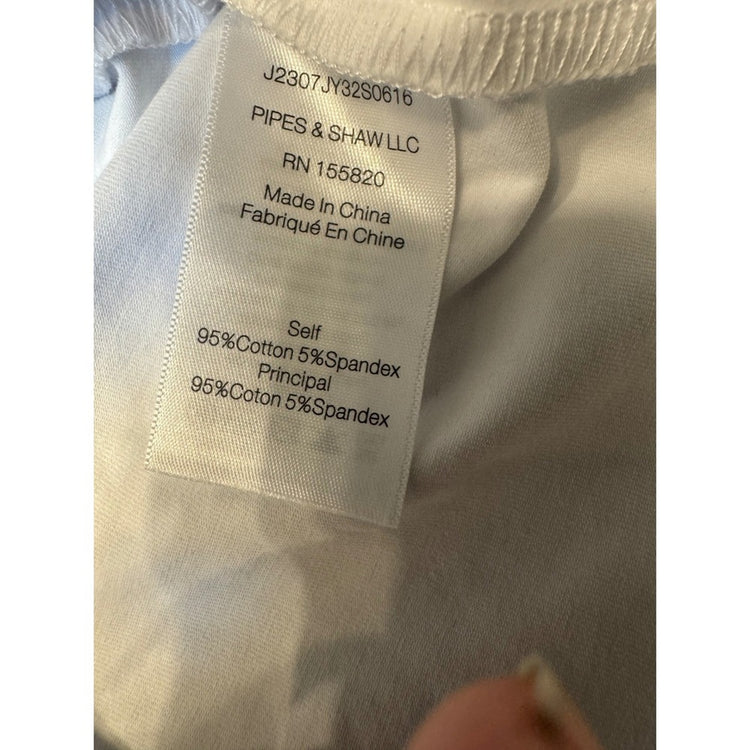 J2307JY32S0616
PIPES & SHAW LLC
RN 155820
Made In China
Fabriqué En Chine
Self
95%Cotton 5%Spandex
Principal
95%Coton 5%Spandex